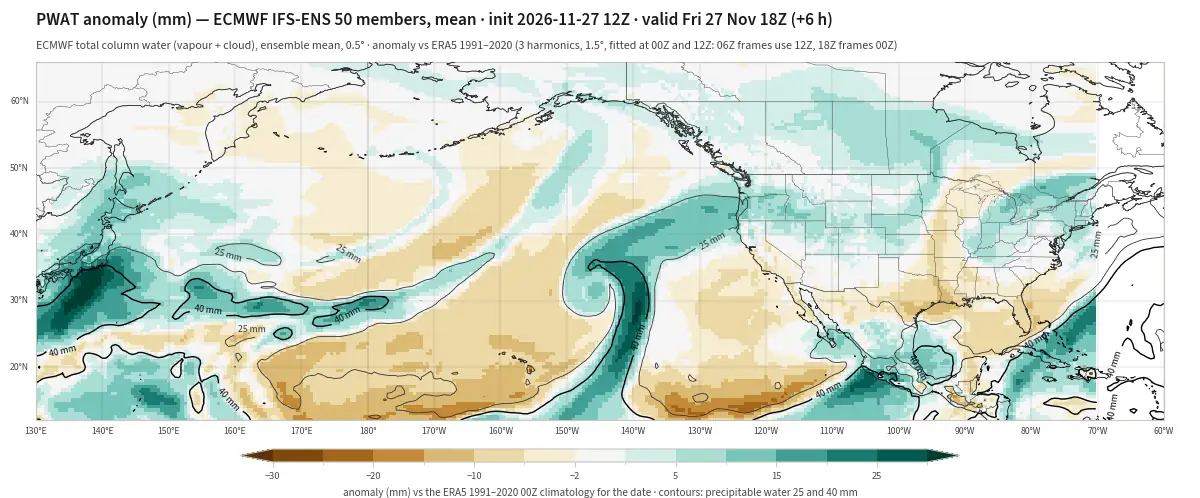 PWAT anomaly (mm) — ECMWF IFS-ENS 50 members, mean · init 2026-11-27 12Z · valid Fri 27 Nov 18Z (+6 h)
ECMWF total column water (vapour + cloud), ensemble mean, 0.5° · anomaly vs ERA5 1991–2020 (3 harmonics, 1.5°, fitted at 00Z and 12Z: 06Z frames use 12Z, 18Z frames 00Z)
60°N
50°N
40°N
30°N
20°N
25 mm
25 mm
25 mm
25 mm
40 mm
40 mm
25 mm
40 mm
40 mm
40 mm
40 mm
40 mm
40 mm
40 mm
40 mm
130°E 140°E 150°E 160°E 170°E 180° 170°W 160°W 150°W 140°W 130°W 120°W 110°W 100°W 90°W 80°W 70°W 60°W
−30 −20 −10 −2 5 15 25
anomaly (mm) vs the ERA5 1991–2020 00Z climatology for the date · contours: precipitable water 25 and 40 mm